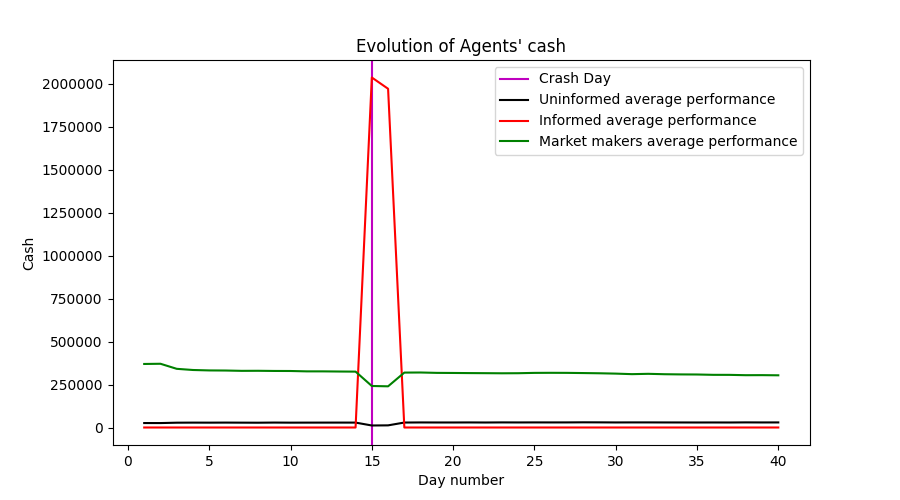 Evolution of Agents' cash
Crash Day
Uninformed average performance
Informed average performance
Market makers average performance
2000000
1750000
1500000
1250000
1000000
750000
500000
250000
0
Cash
0 5 10 15 20 25 30 35 40
Day number